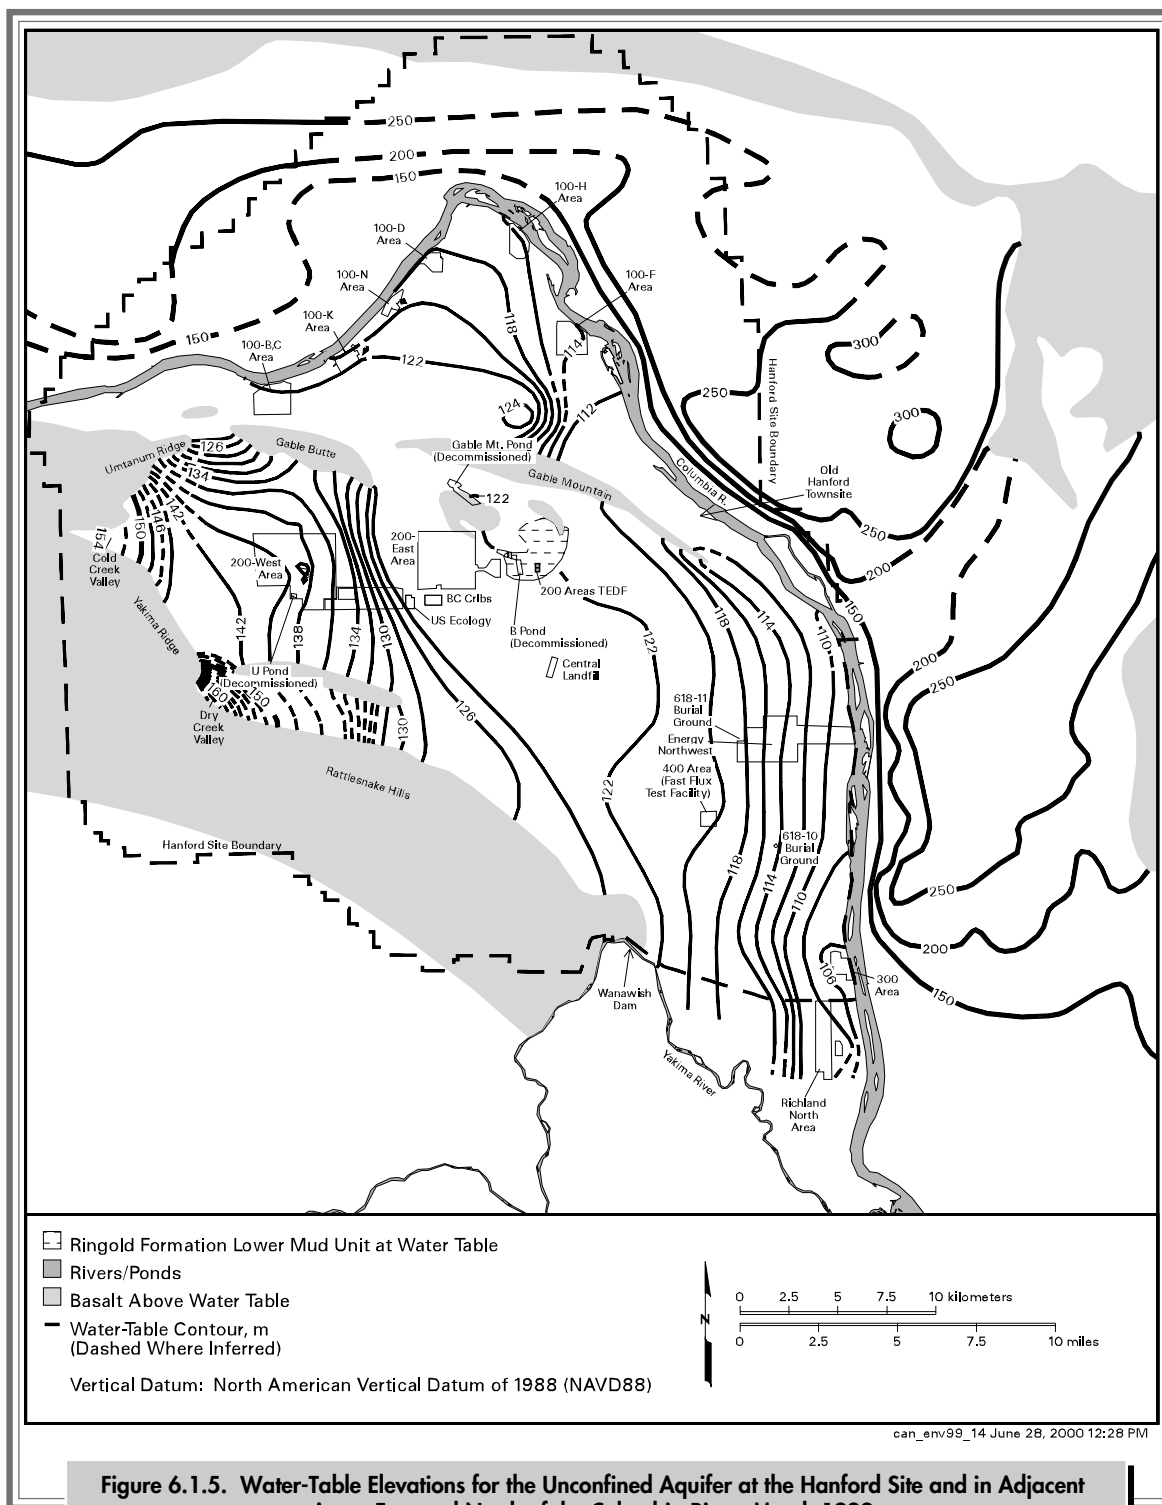 250
200
150
100-H
Area
100-D
Area
100-N
Area
100-F
Area
100-K
Area
150
118
100-B,C
Area
114
122
300
250
Hanford Site Boundary
124
112
300
Umtanum Ridge
126
Gable Butte
Gable Mt. Pond
(Decommissioned)
134
Gable Mountain
Columbia R.
Old
Hanford
Townsite
122
142
146
150
154
250
Cold
Creek
Valley
200-West
Area
200-
East
Area
200
200 Areas TEDF
BC Cribs
US Ecology
150
Yakima Ridge
142
138
134
130
B Pond
(Decommissioned)
122
118
114
110
Central
Landfill
200
U Pond
(Decommissioned)
160
150
250
Dry
Creek
Valley
126
130
618-11
Burial
Ground
Energy
Northwest
400 Area
(Fast Flux
Test Facility)
Rattlesnake Hills
122
Hanford Site Boundary
618-10
Burial
Ground
118
114
110
250
200
106
300
Area
150
Wanawish
Dam
Yakima River
Richland
North
Area
Ringold Formation Lower Mud Unit at Water Table
Rivers/Ponds
Basalt Above Water Table
Water-Table Contour, m
(Dashed Where Inferred)
Vertical Datum: North American Vertical Datum of 1988 (NAVD88)
N
0 2.5 5 7.5 10 kilometers
0 2.5 5 7.5 10 miles
can_env99_14 June 28, 2000 12:28 PM
Figure 6.1.5. Water-Table Elevations for the Unconfined Aquifer at the Hanford Site and in Adjacent